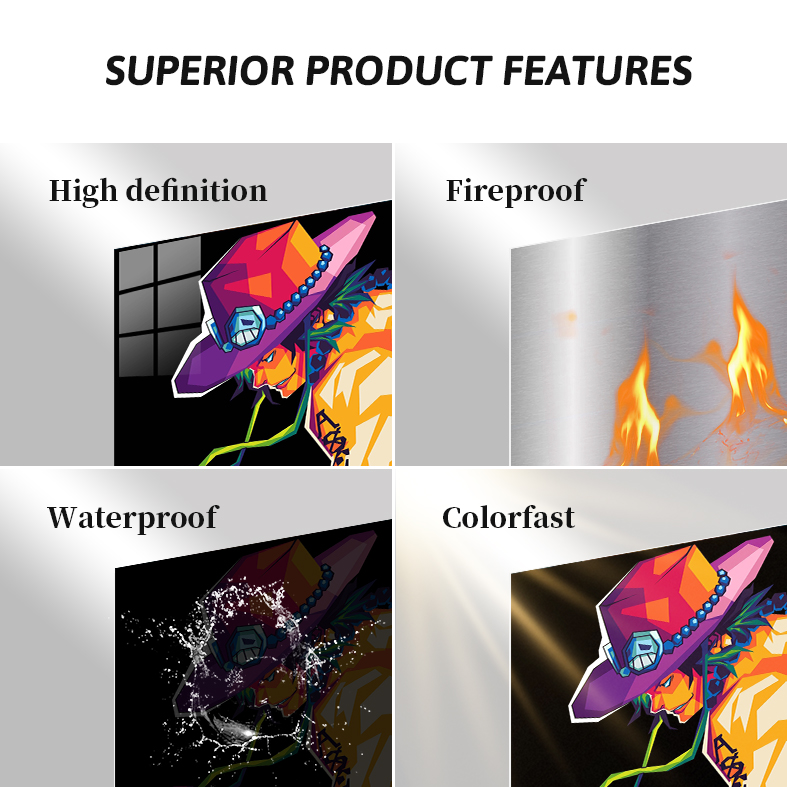 SUPERIOR PRODUCT FEATURES
High definition
Fireproof
Waterproof
Colorfast